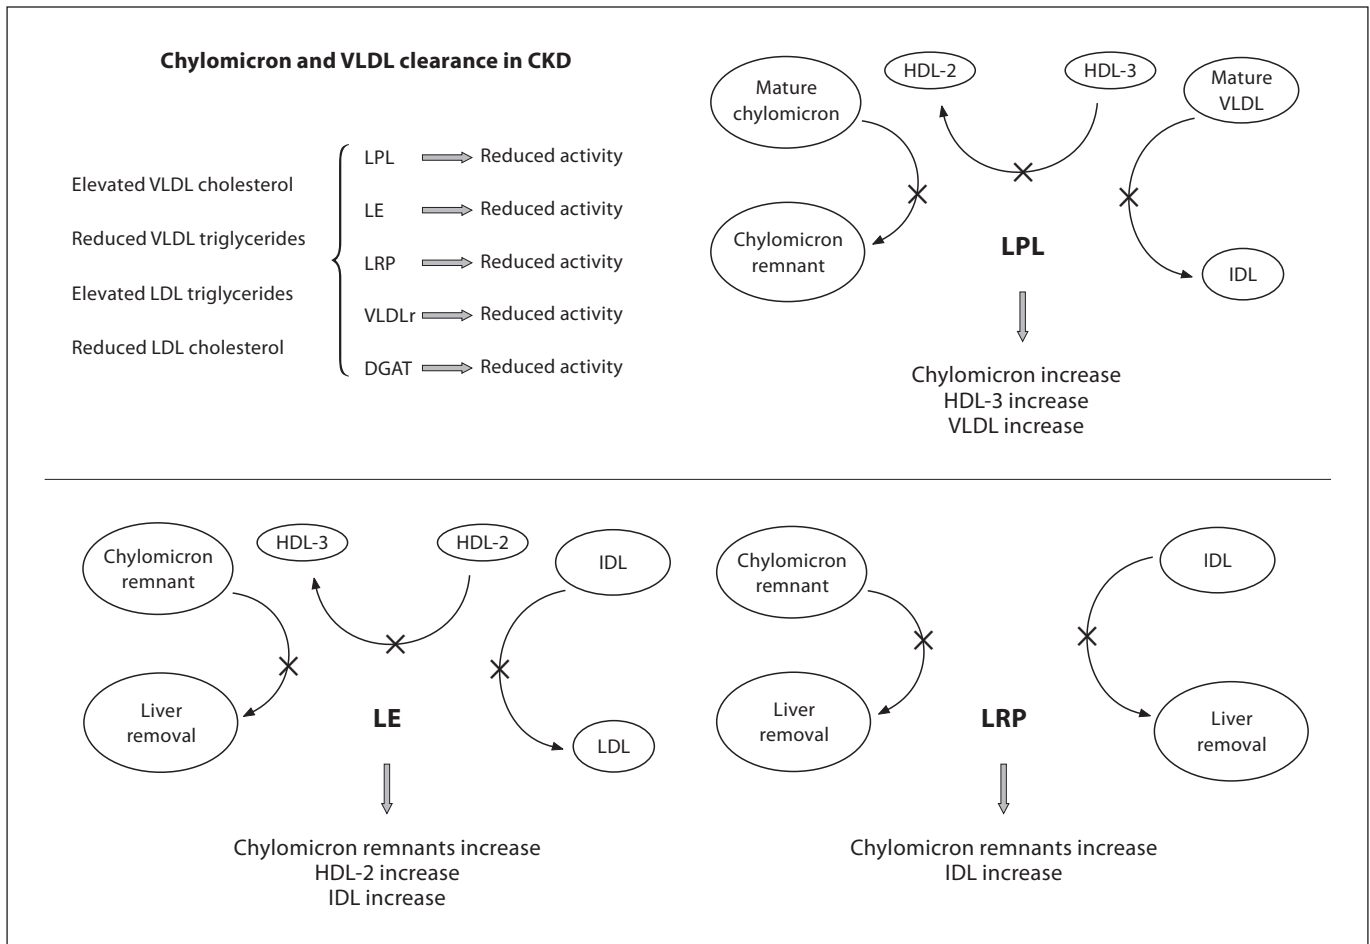 Chylomicron and VLDL clearance in CKD
Elevated VLDL cholesterol
Reduced VLDL triglycerides
Elevated LDL triglycerides
Reduced LDL cholesterol
LPL Reduced activity
LE Reduced activity
LRP Reduced activity
VLDLr Reduced activity
DGAT Reduced activity
Mature
chylomicron
HDL-2
HDL-3
Mature
VLDL
Chylomicron
remnant
LPL
IDL
Chylomicron increase
HDL-3 increase
VLDL increase
Chylomicron
remnant
HDL-3
HDL-2
IDL
Liver
removal
LE
LDL
Chylomicron remnants increase
HDL-2 increase
IDL increase
Chylomicron
remnant
IDL
Liver
removal
LRP
Liver
removal
Chylomicron remnants increase
IDL increase